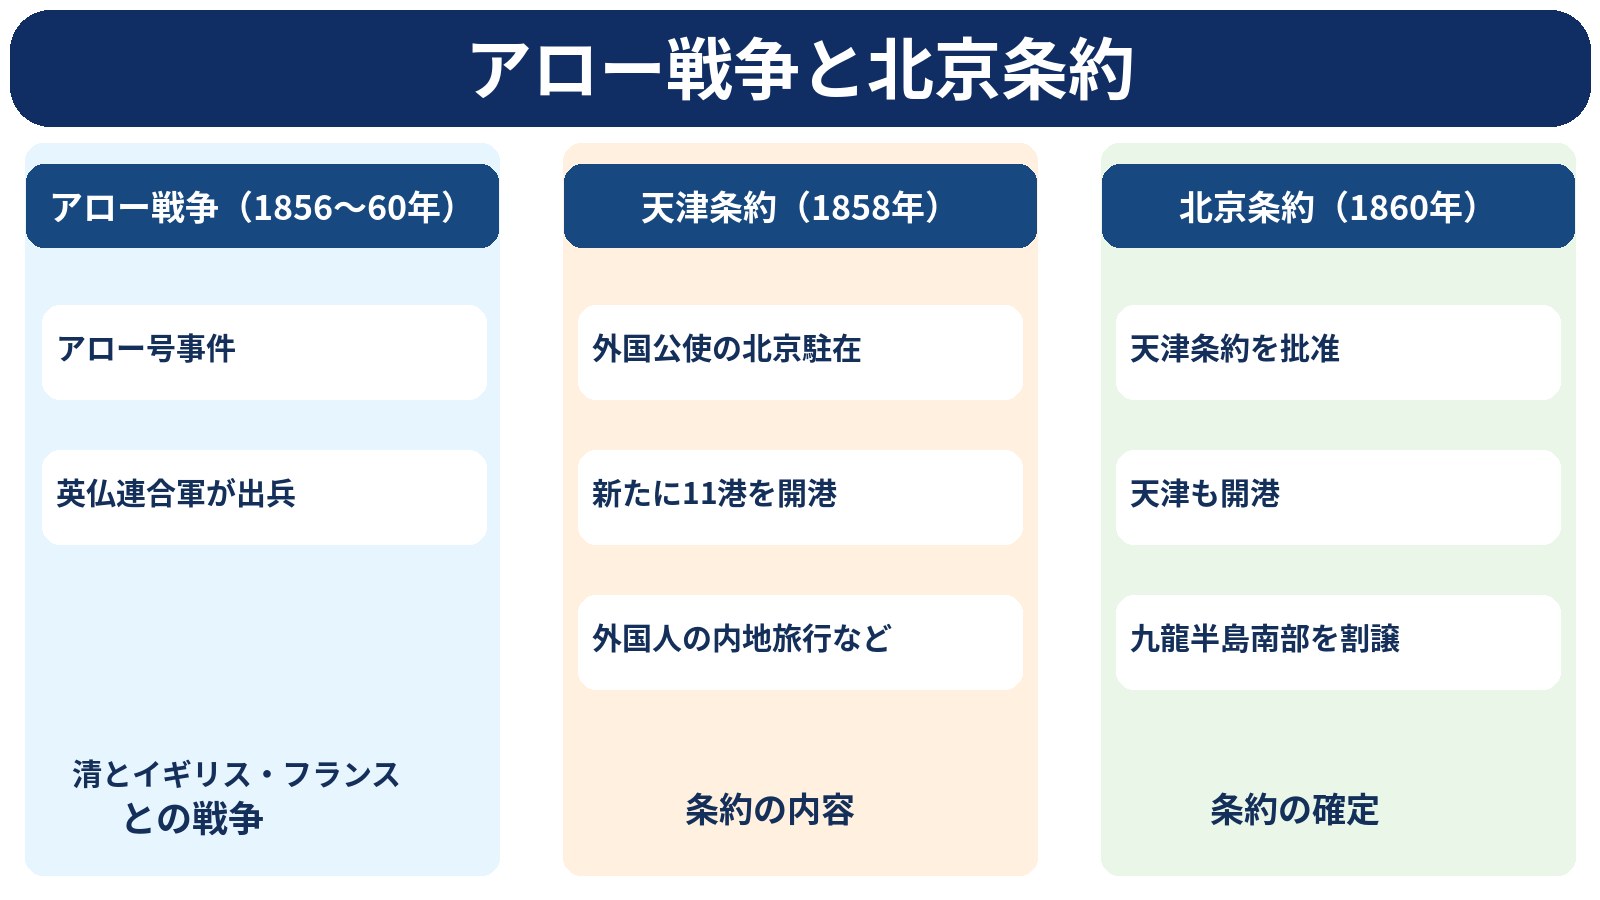 アロー戦争と北京条約
アロー戦争（1856～60年）
アロー号事件
英仏連合軍が出兵
清とイギリス・フランス
との戦争
天津条約（1858年）
外国公使の北京駐在
新たに11港を開港
外国人の内地旅行など
条約の内容
北京条約（1860年）
天津条約を批准
天津も開港
九龍半島南部を割譲
条約の確定